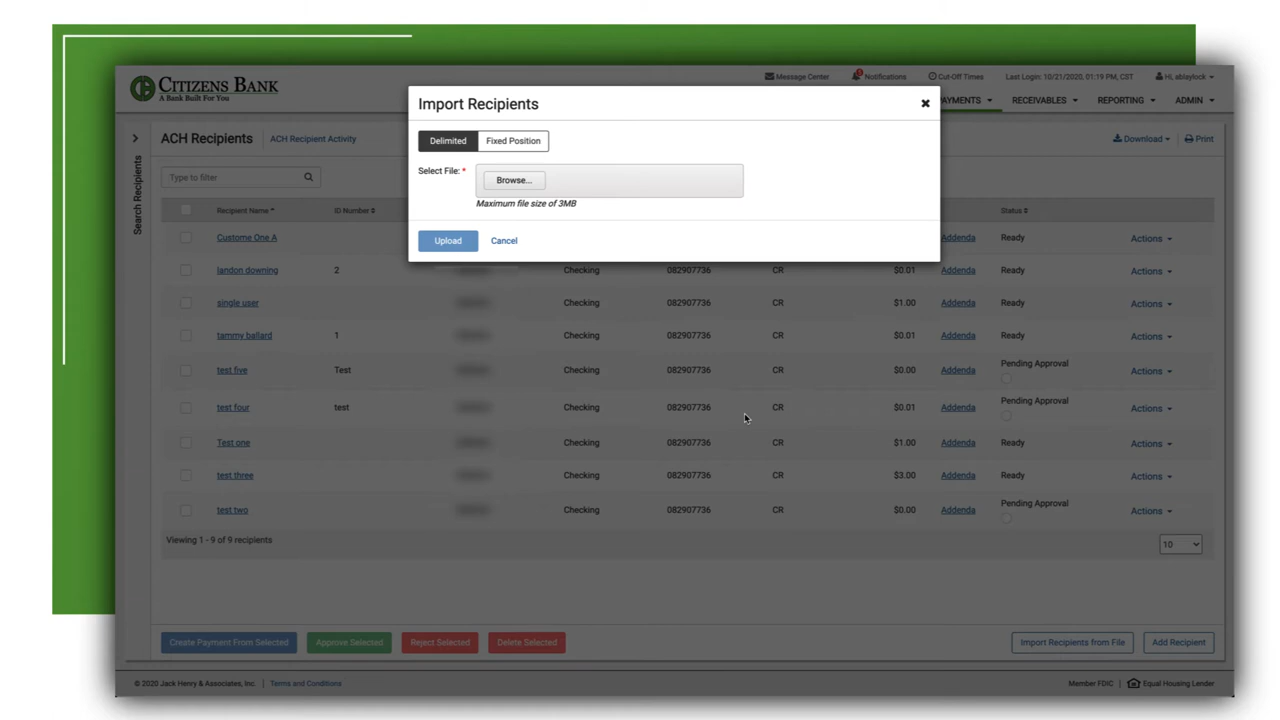 CITIZENS BANK
A Bank Built For You
Message Center
Notifications
Cut-Off Times
Last Login: 10/21/2020, 01:19 PM, CST
Hi, ablaylock
PAYMENTS
RECEIVABLES
REPORTING
ADMIN
Import Recipients
Delimited
Fixed Position
Select File: *
Browse...
Maximum file size of 3MB
Upload
Cancel
Search Recipients
ACH Recipients
ACH Recipient Activity
Download
Print
Type to filter
Recipient Name ID Number Status
Custome One A Addenda Ready Actions
landon downing 2 Checking 082907736 CR $0.01 Addenda Ready Actions
single user Checking 082907736 CR $1.00 Addenda Ready Actions
tammy ballard 1 Checking 082907736 CR $0.01 Addenda Ready Actions
test five Test Checking 082907736 CR $0.00 Addenda Pending Approval Actions
test four test Checking 082907736 CR $0.01 Addenda Pending Approval Actions
Test one Checking 082907736 CR $1.00 Addenda Ready Actions
test three Checking 082907736 CR $3.00 Addenda Ready Actions
test two Checking 082907736 CR $0.00 Addenda Pending Approval Actions
Viewing 1 - 9 of 9 recipients
10
Create Payment From Selected
Approve Selected
Reject Selected
Delete Selected
Import Recipients from File
Add Recipient
© 2020 Jack Henry & Associates, Inc. | Terms and Conditions
Member FDIC | Equal Housing Lender